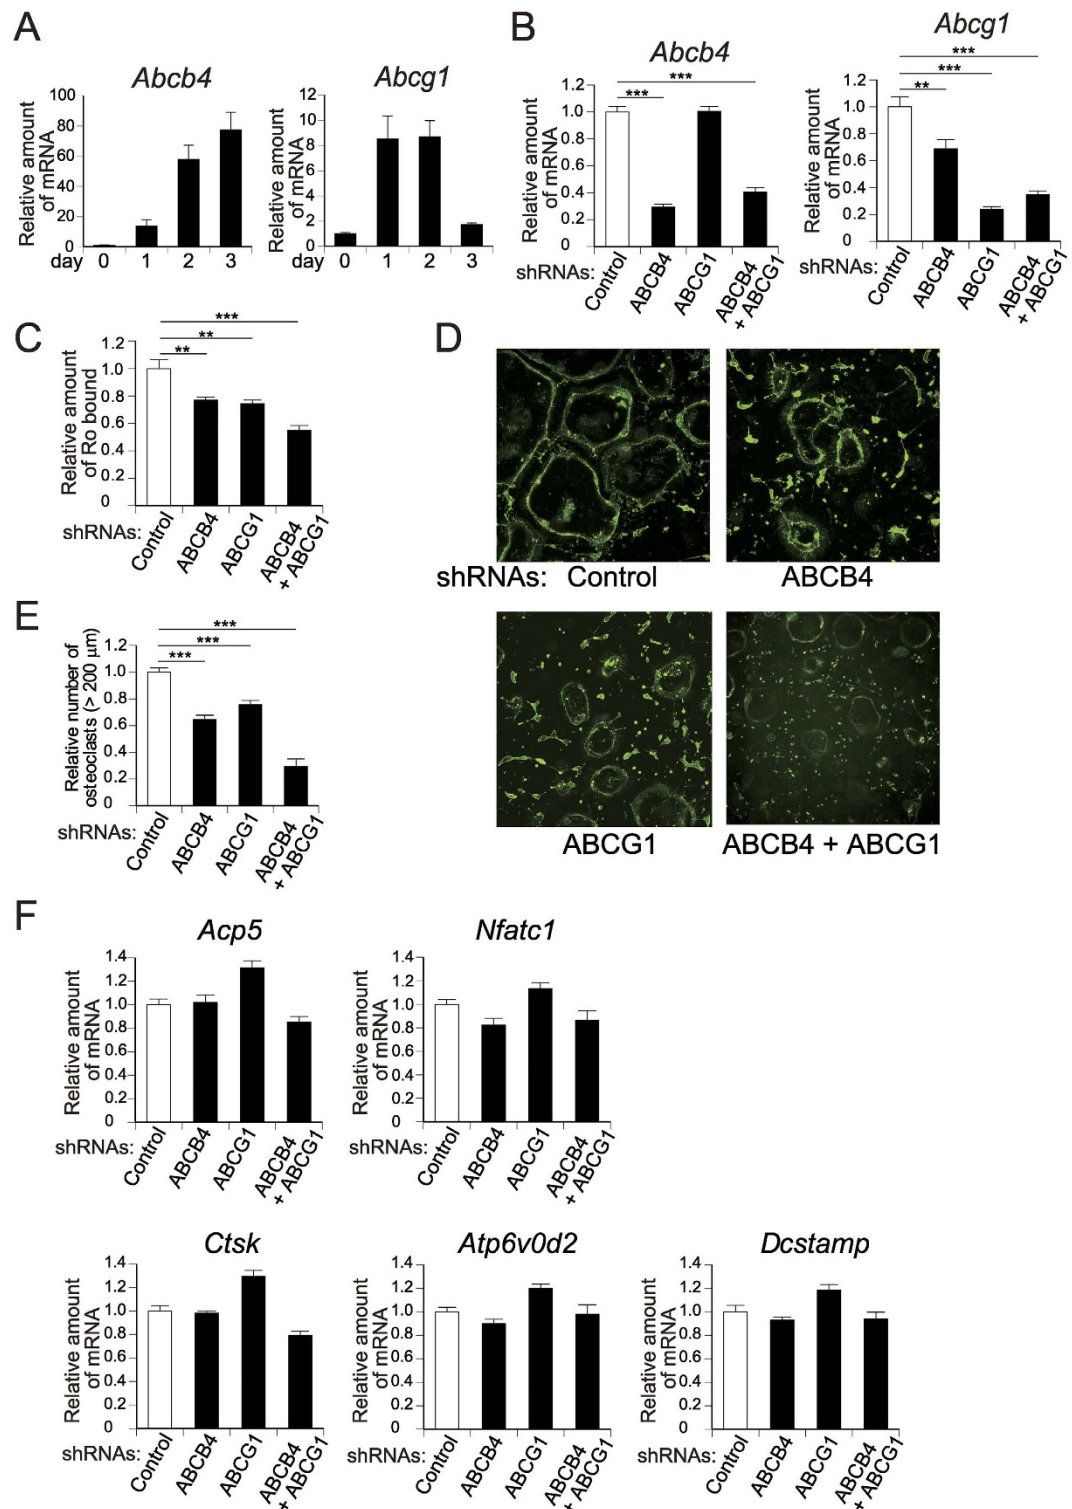 A
Abcb4
Relative amount
of mRNA
100
80
60
40
20
0
day 0 1 2 3
Abcg1
Relative amount
of mRNA
12
10
8
6
4
2
0
day 0 1 2 3
B
Abcb4
***
***
Relative amount
of mRNA
1.2
1.0
0.8
0.6
0.4
0.2
0
shRNAs: Control ABCB4 ABCG1 ABCB4
+ ABCG1
Abcg1
***
***
**
Relative amount
of mRNA
1.2
1.0
0.8
0.6
0.4
0.2
0
Control ABCB4 ABCG1 ABCB4
+ ABCG1
C
***
**
**
Relative amount
of Ro bound
1.2
1.0
0.8
0.6
0.4
0.2
0
shRNAs: Control ABCB4 ABCG1 ABCB4
+ ABCG1
D
shRNAs: Control ABCB4
ABCG1 ABCB4 + ABCG1
E
***
***
***
Relative number of
osteoclasts (> 200 μm)
1.2
1.0
0.8
0.6
0.4
0.2
0
shRNAs: Control ABCB4 ABCG1 ABCB4
+ ABCG1
F
Acp5
Relative amount
of mRNA
1.4
1.2
1.0
0.8
0.6
0.4
0.2
0
shRNAs: Control ABCB4 ABCG1 ABCB4
+ ABCG1
Nfatc1
Relative amount
of mRNA
1.4
1.2
1.0
0.8
0.6
0.4
0.2
0
shRNAs: Control ABCB4 ABCG1 ABCB4
+ ABCG1
Ctsk
Relative amount
of mRNA
1.4
1.2
1.0
0.8
0.6
0.4
0.2
0
shRNAs: Control ABCB4 ABCG1 ABCB4
+ ABCG1
Atp6v0d2
Relative amount
of mRNA
1.4
1.2
1.0
0.8
0.6
0.4
0.2
0
shRNAs: Control ABCB4 ABCG1 ABCB4
+ ABCG1
Dcstamp
Relative amount
of mRNA
1.4
1.2
1.0
0.8
0.6
0.4
0.2
0
shRNAs: Control ABCB4 ABCG1 ABCB4
+ ABCG1